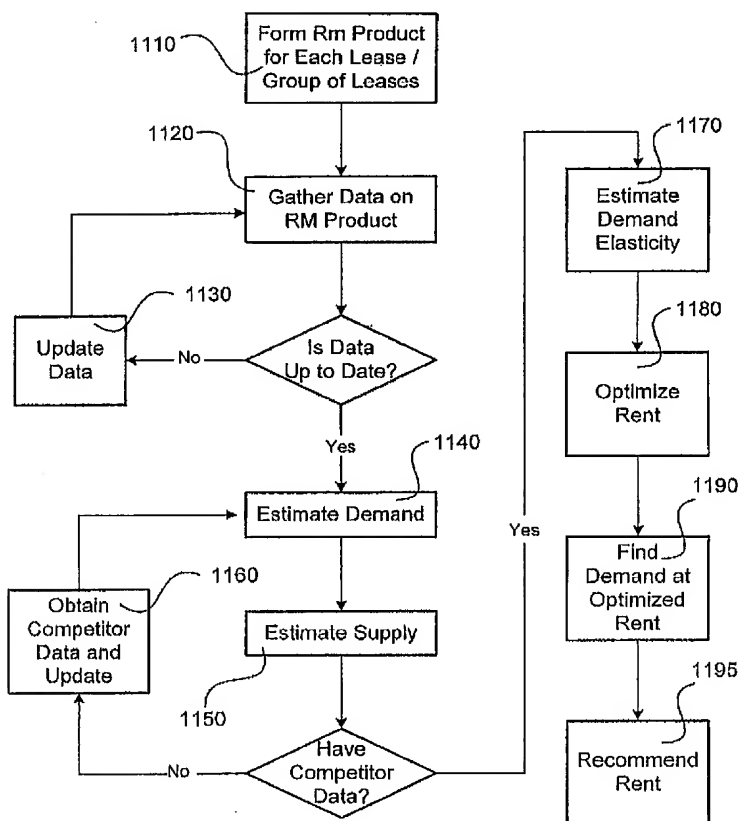 1110
Form Rm Product
for Each Lease /
Group of Leases
1120
Gather Data on
RM Product
1130
Update
Data
No
Is Data
Up to Date?
Yes
1140
Estimate Demand
1160
Obtain
Competitor
Data and
Update
Estimate Supply
1150
No
Have
Competitor
Data?
Yes
1170
Estimate
Demand
Elasticity
1180
Optimize
Rent
1190
Find
Demand at
Optimized
Rent
1195
Recommend
Rent